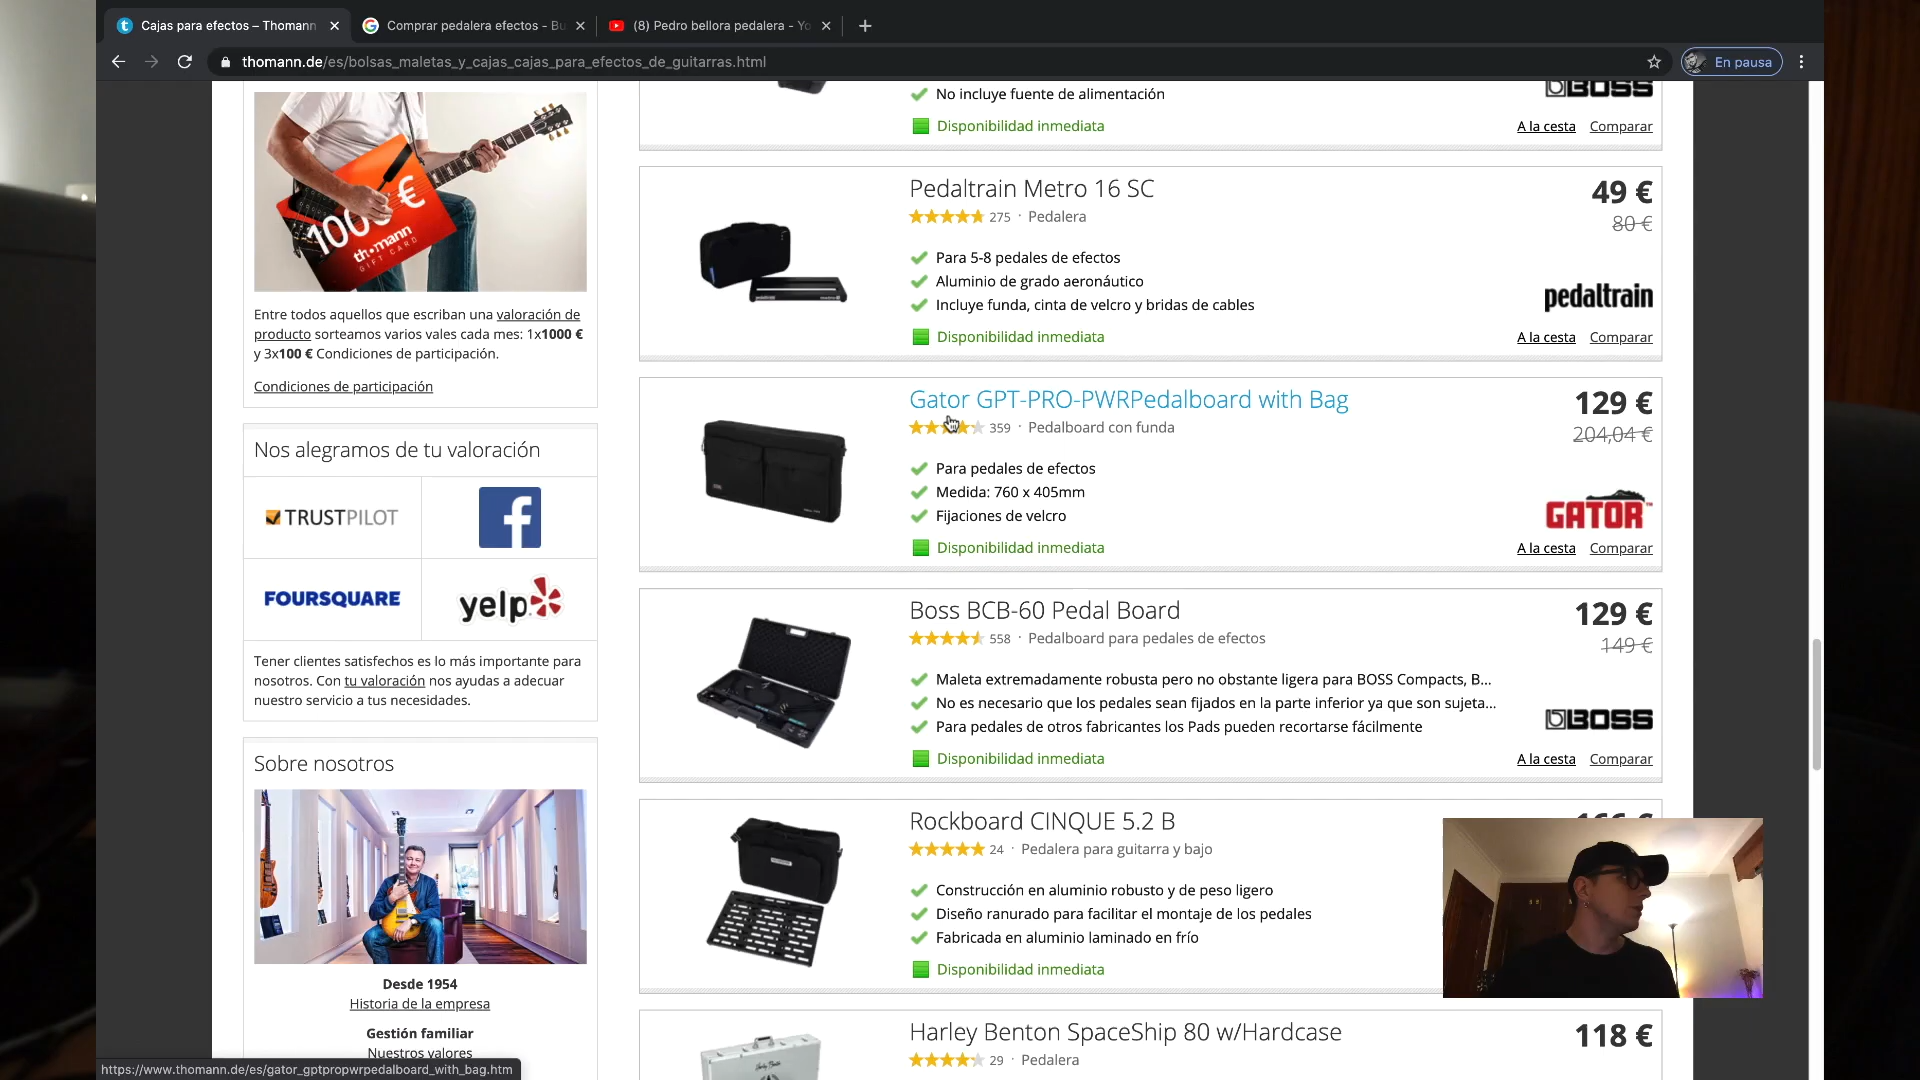 Cajas para efectos – Thomann
Comprar pedalera efectos - Bu
(8) Pedro bellora pedalera - Yo
thomann.de/es/bolsas_maletas_y_cajas_cajas_para_efectos_de_guitarras.html
En pausa
100 €
th•mann
GIFT CARD
Entre todos aquellos que escriban una valoración de
producto sorteamos varios vales cada mes: 1x1000 €
y 3x100 € Condiciones de participación.
Condiciones de participación
Nos alegramos de tu valoración
TRUSTPILOT
f
FOURSQUARE
yelp
Tener clientes satisfechos es lo más importante para
nosotros. Con tu valoración nos ayudas a adecuar
nuestro servicio a tus necesidades.
Sobre nosotros
Desde 1954
Historia de la empresa
Gestión familiar
Nuestros valores
No incluye fuente de alimentación
BOSS
Disponibilidad inmediata
A la cesta Comparar
Pedaltrain Metro 16 SC
49 €
275 · Pedalera
80 €
Para 5-8 pedales de efectos
Aluminio de grado aeronáutico
Incluye funda, cinta de velcro y bridas de cables
pedaltrain
Disponibilidad inmediata
A la cesta Comparar
Gator GPT-PRO-PWRPedalboard with Bag
129 €
359 · Pedalboard con funda
204,04 €
Para pedales de efectos
Medida: 760 x 405mm
Fijaciones de velcro
GATOR
Disponibilidad inmediata
A la cesta Comparar
Boss BCB-60 Pedal Board
129 €
558 · Pedalboard para pedales de efectos
149 €
Maleta extremadamente robusta pero no obstante ligera para BOSS Compacts, B...
No es necesario que los pedales sean fijados en la parte inferior ya que son sujeta...
Para pedales de otros fabricantes los Pads pueden recortarse fácilmente
BOSS
Disponibilidad inmediata
A la cesta Comparar
Rockboard CINQUE 5.2 B
24 · Pedalera para guitarra y bajo
Construcción en aluminio robusto y de peso ligero
Diseño ranurado para facilitar el montaje de los pedales
Fabricada en aluminio laminado en frío
Disponibilidad inmediata
Harley Benton SpaceShip 80 w/Hardcase
118 €
29 · Pedalera
https://www.thomann.de/es/gator_gptpropwrpedalboard_with_bag.htm